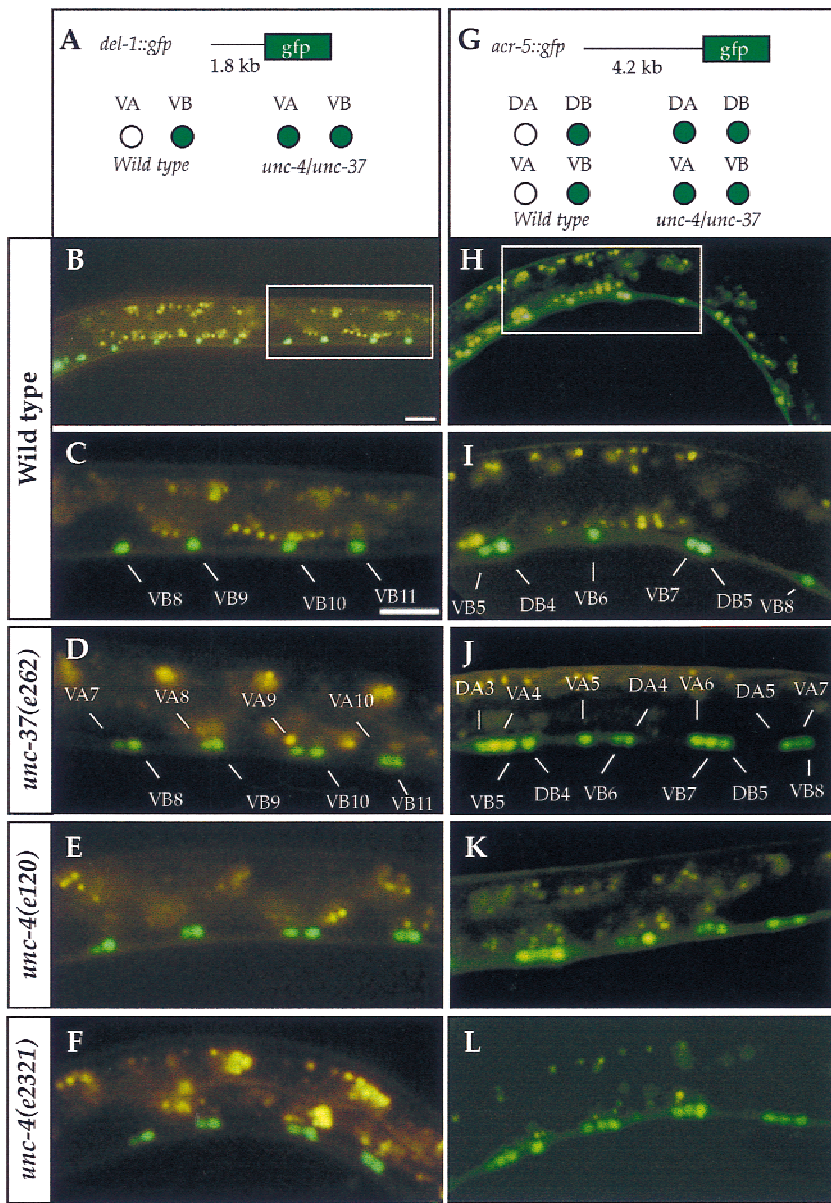 A
del-1::gfp
gfp
1.8 kb
VA VB VA VB
Wild type unc-4/unc-37
G
acr-5::gfp
gfp
4.2 kb
DA DB DA DB
VA VB VA VB
Wild type unc-4/unc-37
Wild type
B
H
C
VB8 VB9 VB10 VB11
I
VB5 DB4 VB6 VB7 DB5 VB8
unc-37(e262)
D
VA7 VA8 VA9 VA10
VB8 VB9 VB10 VB11
J
DA3 VA4 VA5 DA4 VA6 DA5 VA7
VB5 DB4 VB6 VB7 DB5 VB8
unc-4(e120)
E
K
unc-4(e2321)
F
L